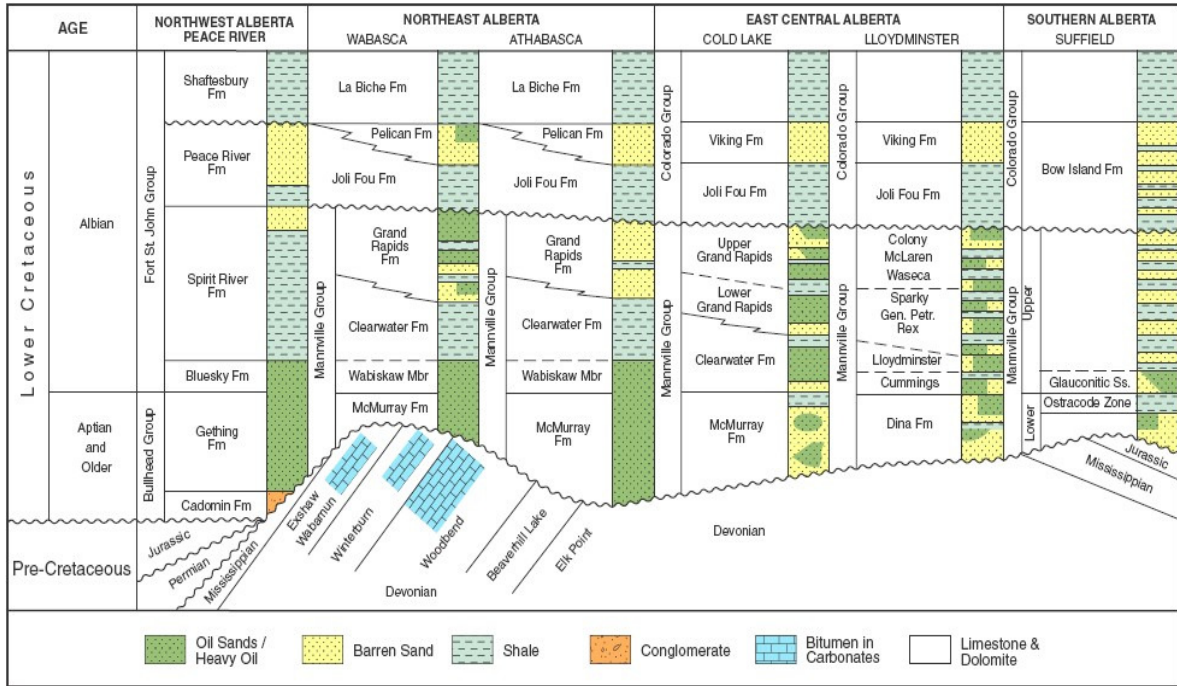 AGE
NORTHWEST ALBERTA
PEACE RIVER
NORTHEAST ALBERTA
WABASCA
ATHABASCA
EAST CENTRAL ALBERTA
COLD LAKE
LLOYDMINSTER
SOUTHERN ALBERTA
SUFFIELD
Lower Cretaceous
Albian
Aptian
and
Older
Pre-Cretaceous
Fort St. John Group
Bullhead Group
Shaftesbury
Fm
Peace River
Fm
Spirit River
Fm
Bluesky Fm
Gething
Fm
Cadomin Fm
Jurassic
Permian
Mississippian
Mannville Group
La Biche Fm
Pelican Fm
Joli Fou Fm
Grand
Rapids
Fm
Clearwater Fm
Wabiskaw Mbr
McMurray Fm
Exshaw
Wabamun
Winterburn
Woodbend
Beaverhill Lake
Elk Point
Devonian
Mannville Group
La Biche Fm
Pelican Fm
Joli Fou Fm
Grand
Rapids
Fm
Clearwater Fm
Wabiskaw Mbr
McMurray
Fm
Colorado Group
Mannville Group
Viking Fm
Joli Fou Fm
Upper
Grand Rapids
Lower
Grand Rapids
Clearwater Fm
McMurray
Fm
Devonian
Colorado Group
Mannville Group
Viking Fm
Joli Fou Fm
Colony
McLaren
Waseca
Sparky
Gen. Petr.
Rex
Lloydminster
Cummings
Dina Fm
Colorado Group
Mannville Group
Upper
Lower
Bow Island Fm
Glauconitic Ss.
Ostracode Zone
Jurassic
Mississippian
Oil Sands /
Heavy Oil
Barren Sand
Shale
Conglomerate
Bitumen in
Carbonates
Limestone &
Dolomite